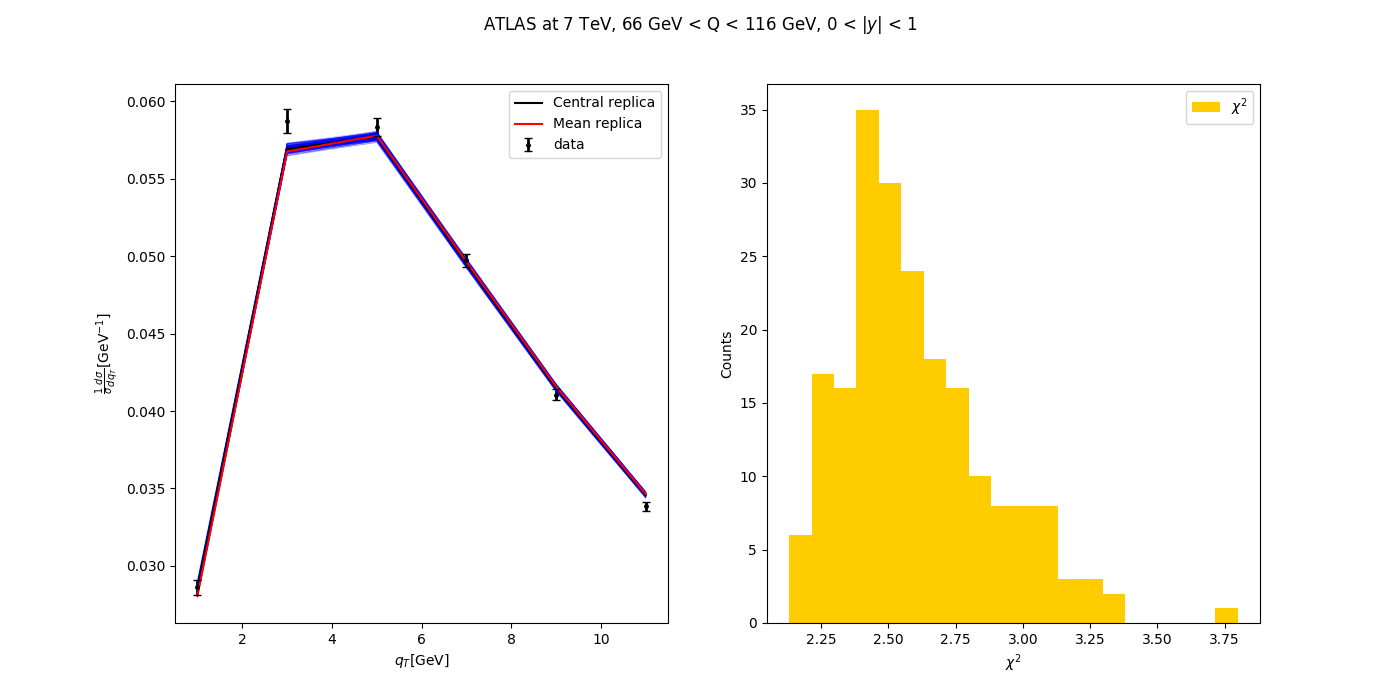 ATLAS at 7 TeV, 66 GeV < Q < 116 GeV, 0 < |y| < 1
0.060
0.055
0.050
0.045
0.040
0.035
0.030
1/σ dσ/dq_T [GeV⁻¹]
2 4 6 8 10
q_T[GeV]
Central replica
Mean replica
data
35
30
25
20
15
10
5
0
Counts
2.25 2.50 2.75 3.00 3.25 3.50 3.75
χ²
χ²